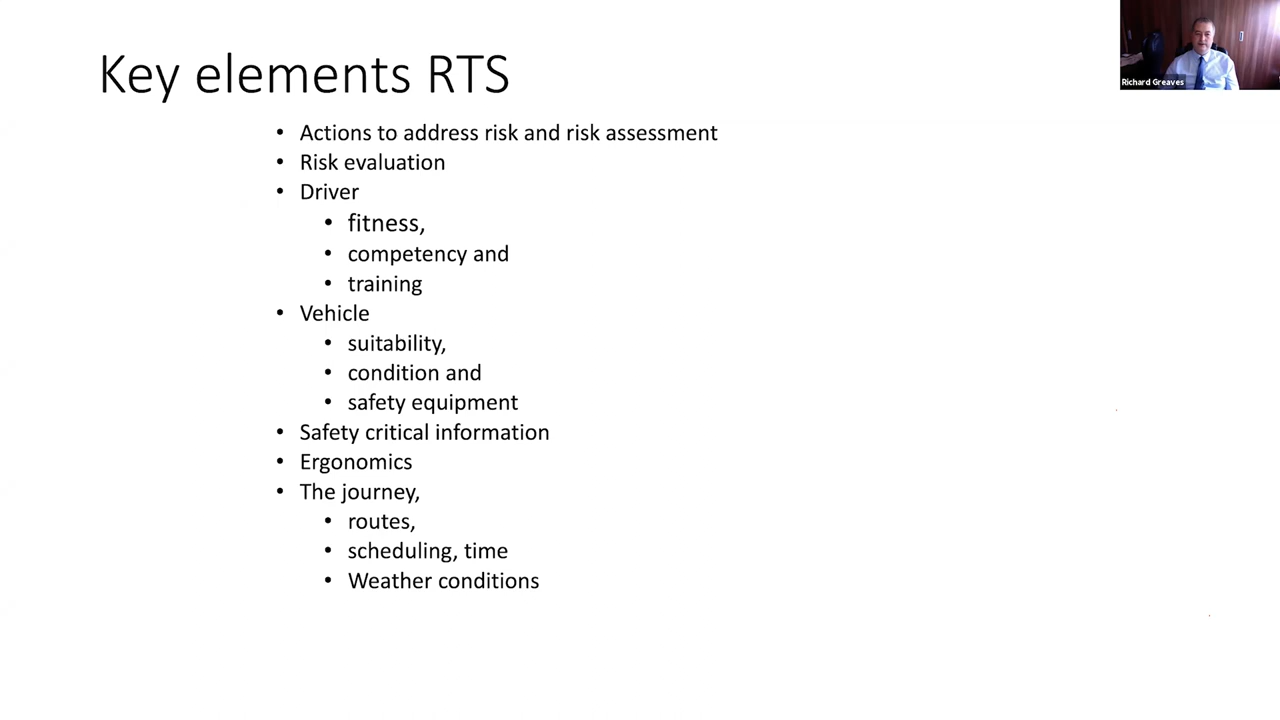 Key elements RTS
Richard Greaves
• Actions to address risk and risk assessment
• Risk evaluation
• Driver
• fitness,
• competency and
• training
• Vehicle
• suitability,
• condition and
• safety equipment
• Safety critical information
• Ergonomics
• The journey,
• routes,
• scheduling, time
• Weather conditions